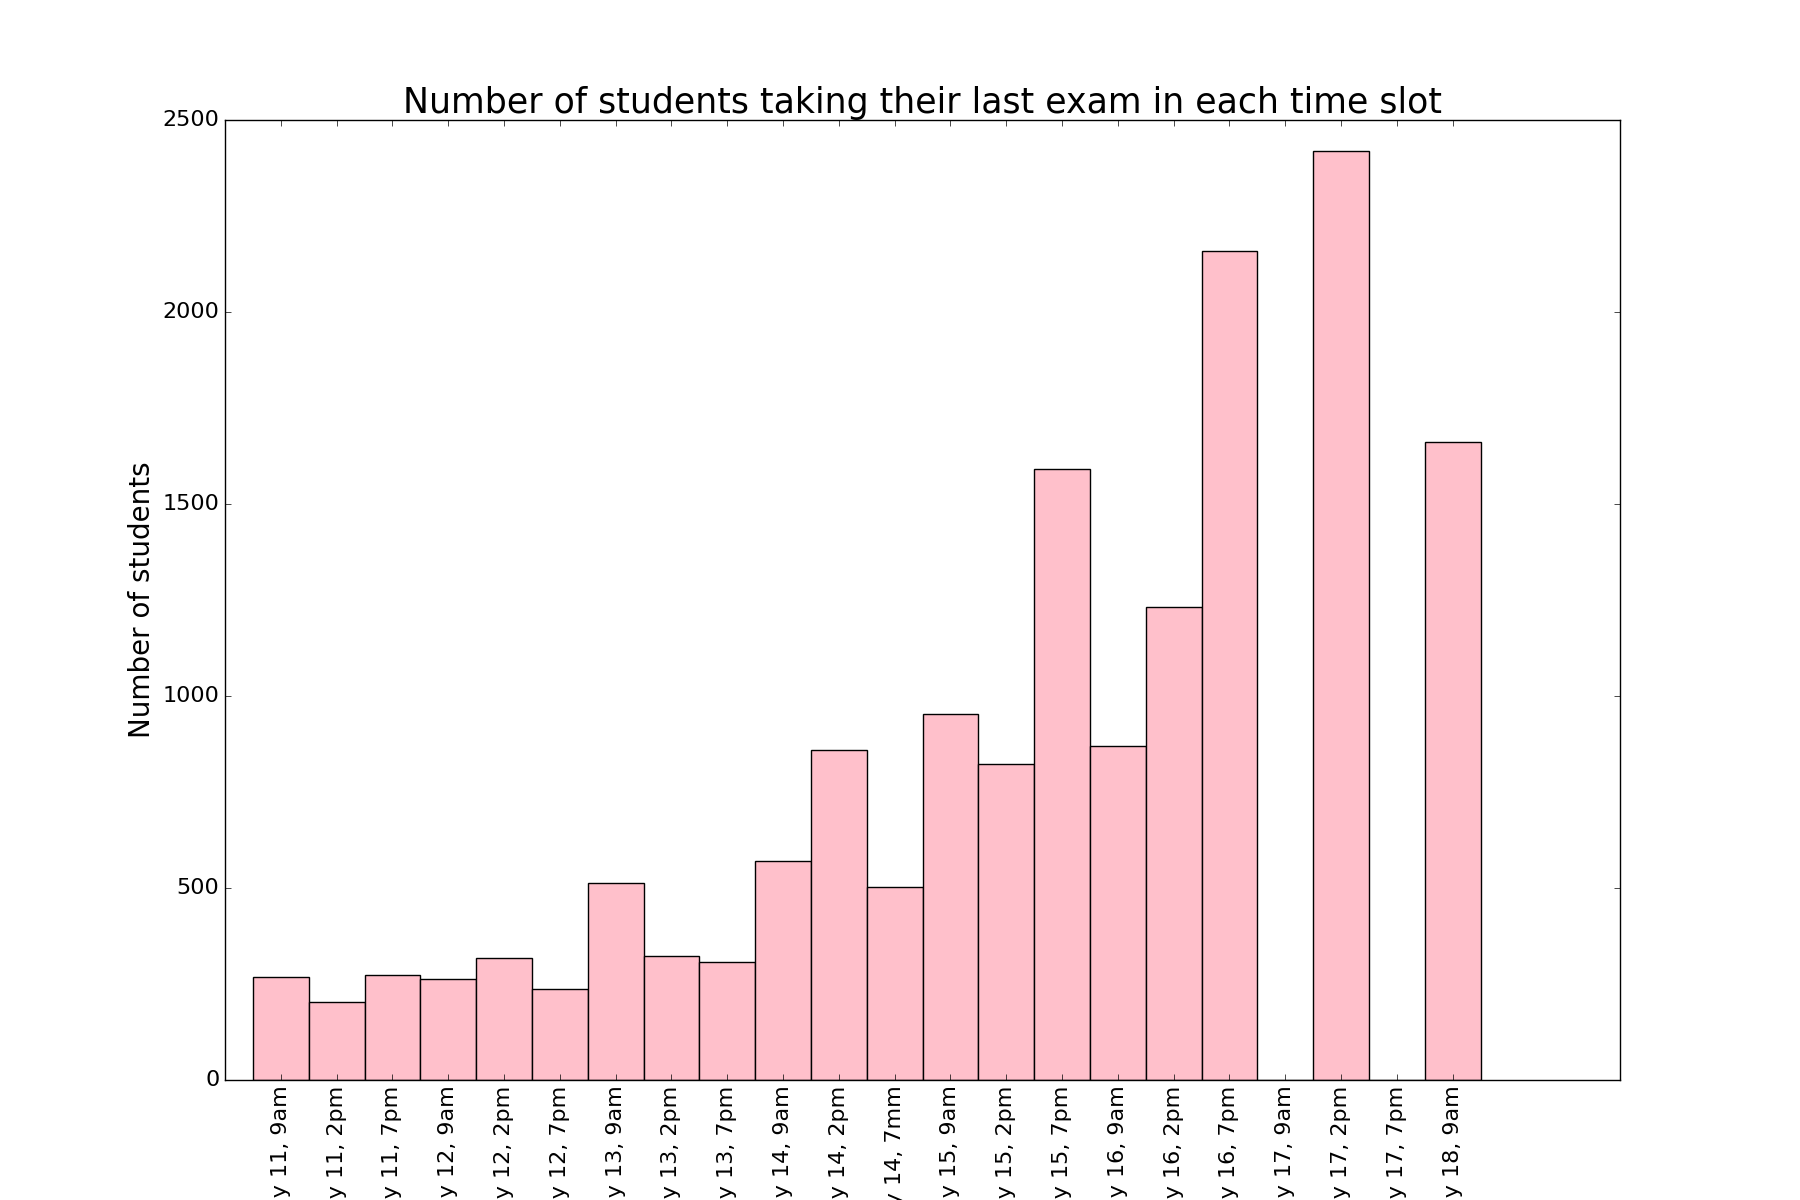 Number of students taking their last exam in each time slot
Number of students
2500
2000
1500
1000
500
0
y 11, 9am
y 11, 2pm
y 11, 7pm
y 12, 9am
y 12, 2pm
y 12, 7pm
y 13, 9am
y 13, 2pm
y 13, 7pm
y 14, 9am
y 14, 2pm
y 14, 7mm
y 15, 9am
y 15, 2pm
y 15, 7pm
y 16, 9am
y 16, 2pm
y 16, 7pm
y 17, 9am
y 17, 2pm
y 17, 7pm
y 18, 9am